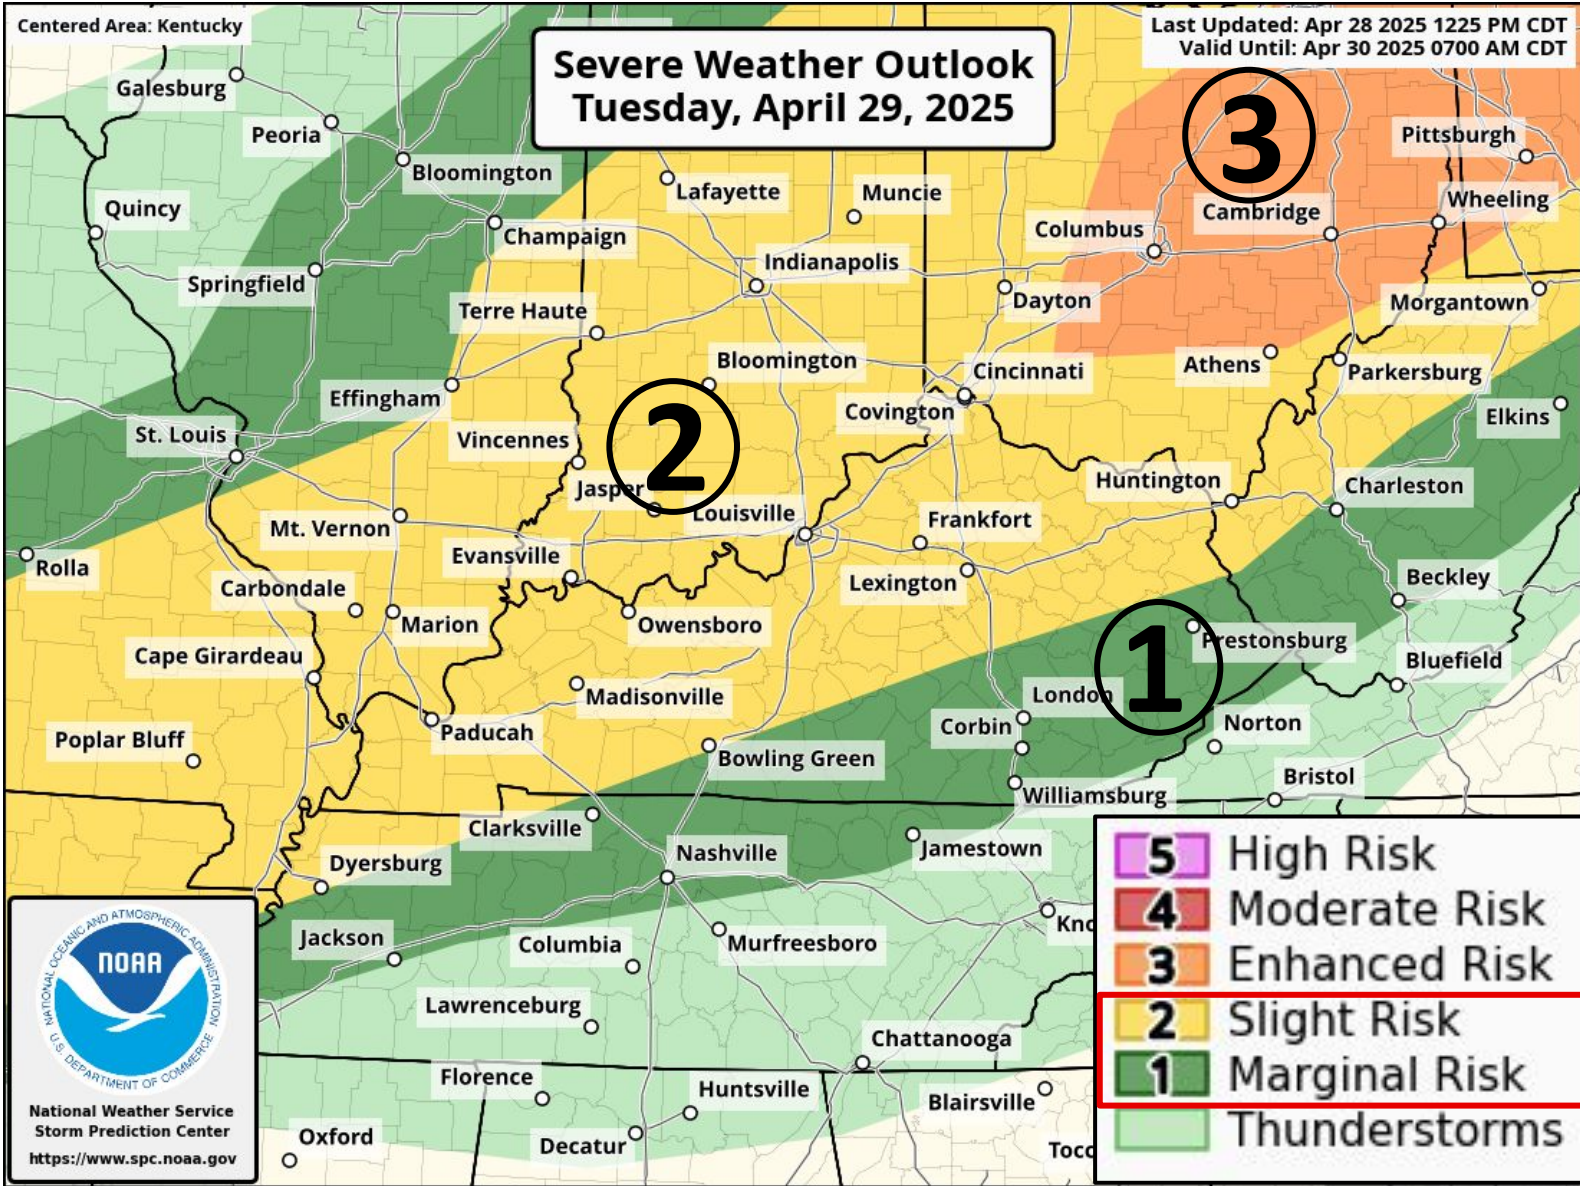 Centered Area: Kentucky
Last Updated: Apr 28 2025 1225 PM CDT
Valid Until: Apr 30 2025 0700 AM CDT
Severe Weather Outlook
Tuesday, April 29, 2025
Galesburg
Peoria
Bloomington
Quincy
Champaign
Springfield
Lafayette
Muncie
Indianapolis
Terre Haute
3
Pittsburgh
Wheeling
Cambridge
Columbus
Dayton
Morgantown
Bloomington
Effingham
Cincinnati
Athens
Parkersburg
Covington
Elkins
St. Louis
Vincennes
2
Jasper
Louisville
Huntington
Charleston
Mt. Vernon
Frankfort
Evansville
Rolla
Lexington
Beckley
Carbondale
Marion
Owensboro
1
Prestonsburg
Cape Girardeau
Bluefield
Madisonville
London
Norton
Corbin
Paducah
Poplar Bluff
Bowling Green
Bristol
Williamsburg
Clarksville
Jamestown
Nashville
Dyersburg
Kno
Jackson
Columbia
Murfreesboro
Lawrenceburg
Chattanooga
Florence
Huntsville
Blairsville
Decatur
Oxford
Tocc
5 High Risk
4 Moderate Risk
3 Enhanced Risk
2 Slight Risk
1 Marginal Risk
Thunderstorms
NATIONAL OCEANIC AND ATMOSPHERIC ADMINISTRATION
NOAA
U.S. DEPARTMENT OF COMMERCE
National Weather Service
Storm Prediction Center
https://www.spc.noaa.gov